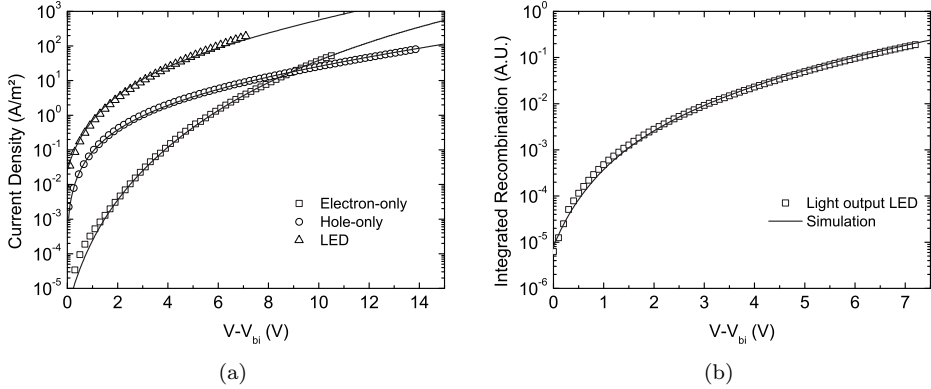 10³
10²
10¹
10⁰
10⁻¹
10⁻²
10⁻³
10⁻⁴
10⁻⁵
Current Density (A/m²)
Electron-only
Hole-only
LED
0 2 4 6 8 10 12 14
V-V_bi (V)
(a)
10⁰
10⁻¹
10⁻²
10⁻³
10⁻⁴
10⁻⁵
10⁻⁶
Integrated Recombination (A.U.)
Light output LED
Simulation
0 1 2 3 4 5 6 7
V-V_bi (V)
(b)